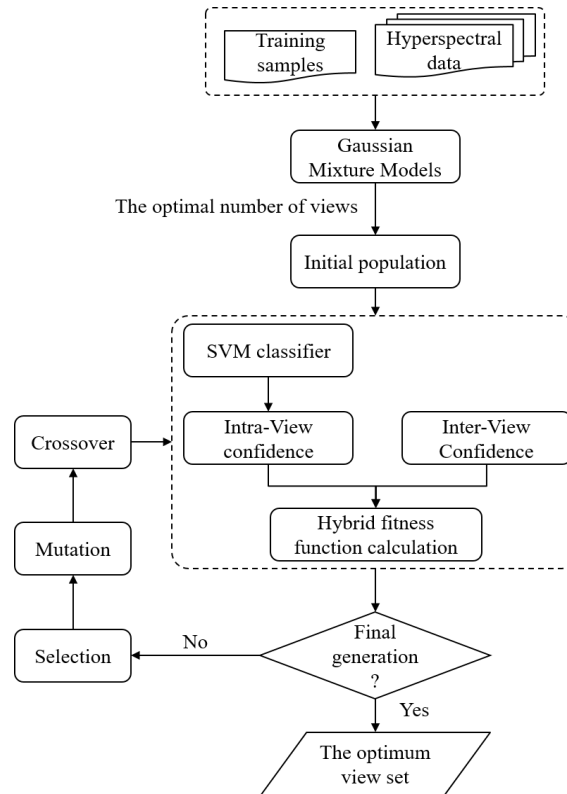 Training
samples
Hyperspectral
data
Gaussian
Mixture Models
The optimal number of views
Initial population
SVM classifier
Intra-View
confidence
Inter-View
Confidence
Hybrid fitness
function calculation
Crossover
Mutation
Selection
No
Final
generation
?
Yes
The optimum
view set